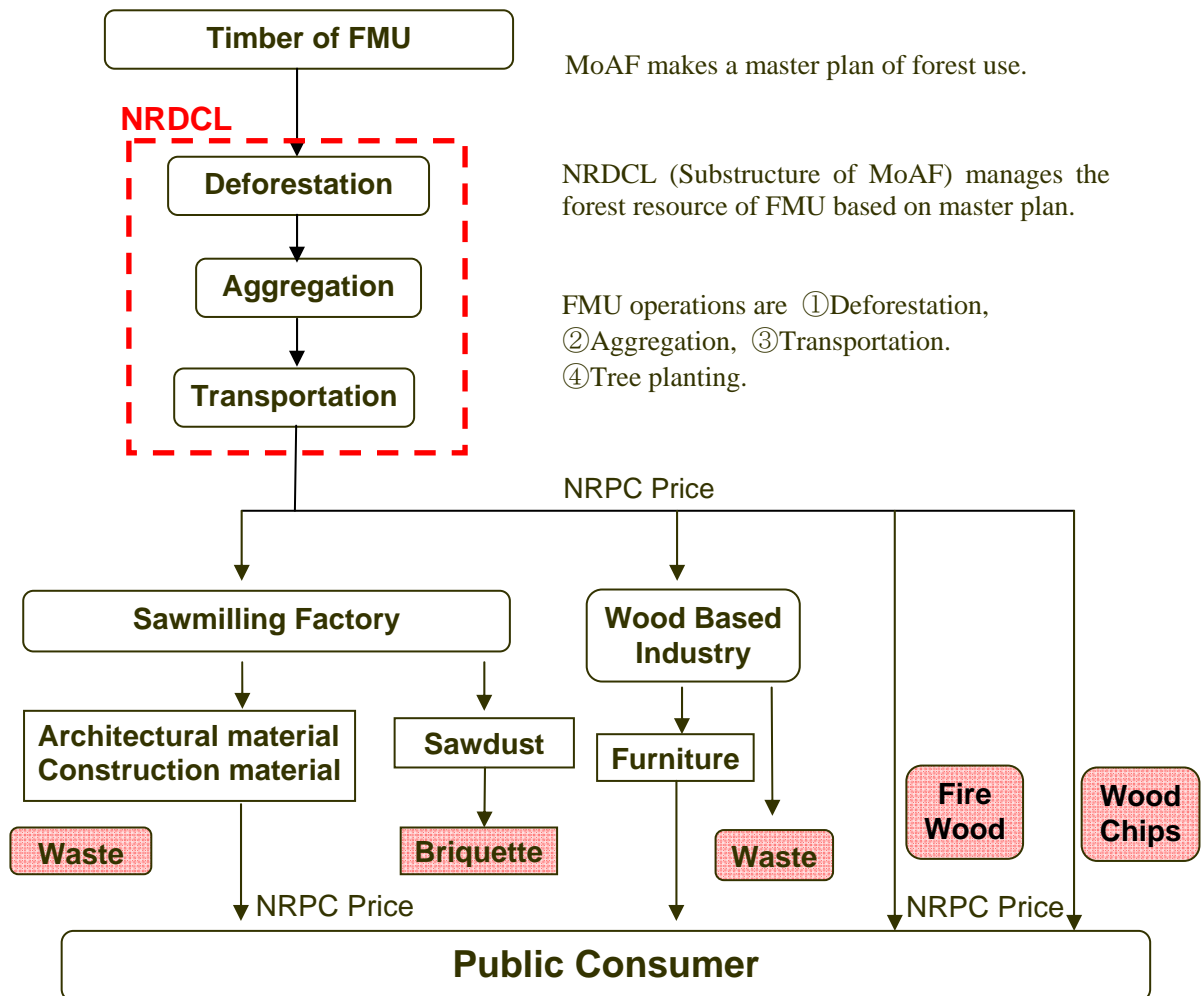 Timber of FMU
MoAF makes a master plan of forest use.
NRDCL
Deforestation
NRDCL (Substructure of MoAF) manages the
forest resource of FMU based on master plan.
Aggregation
FMU operations are ①Deforestation,
②Aggregation, ③Transportation.
④Tree planting.
Transportation
NRPC Price
Sawmilling Factory
Wood Based
Industry
Architectural material
Construction material
Sawdust
Furniture
Fire
Wood
Wood
Chips
Waste
Briquette
Waste
NRPC Price
NRPC Price
Public Consumer